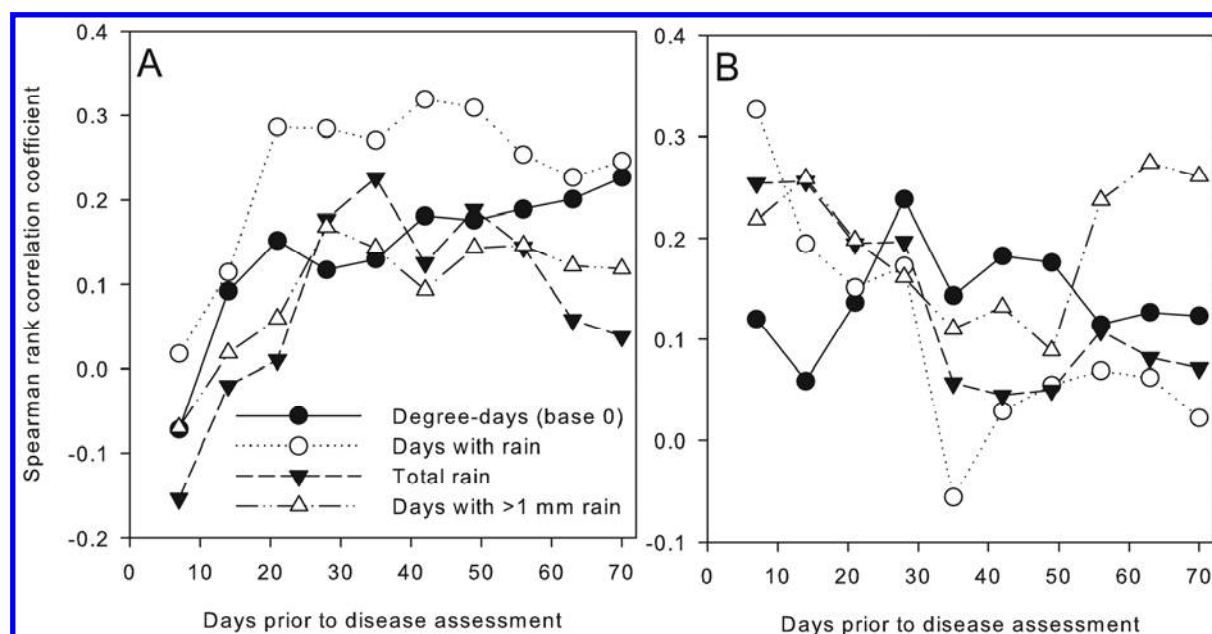 Spearman rank correlation coefficient
A
0.4
0.3
0.2
0.1
0.0
-0.1
-0.2
0 10 20 30 40 50 60 70
Days prior to disease assessment
Degree-days (base 0)
Days with rain
Total rain
Days with >1 mm rain
B
0.4
0.3
0.2
0.1
0.0
-0.1
0 10 20 30 40 50 60 70
Days prior to disease assessment